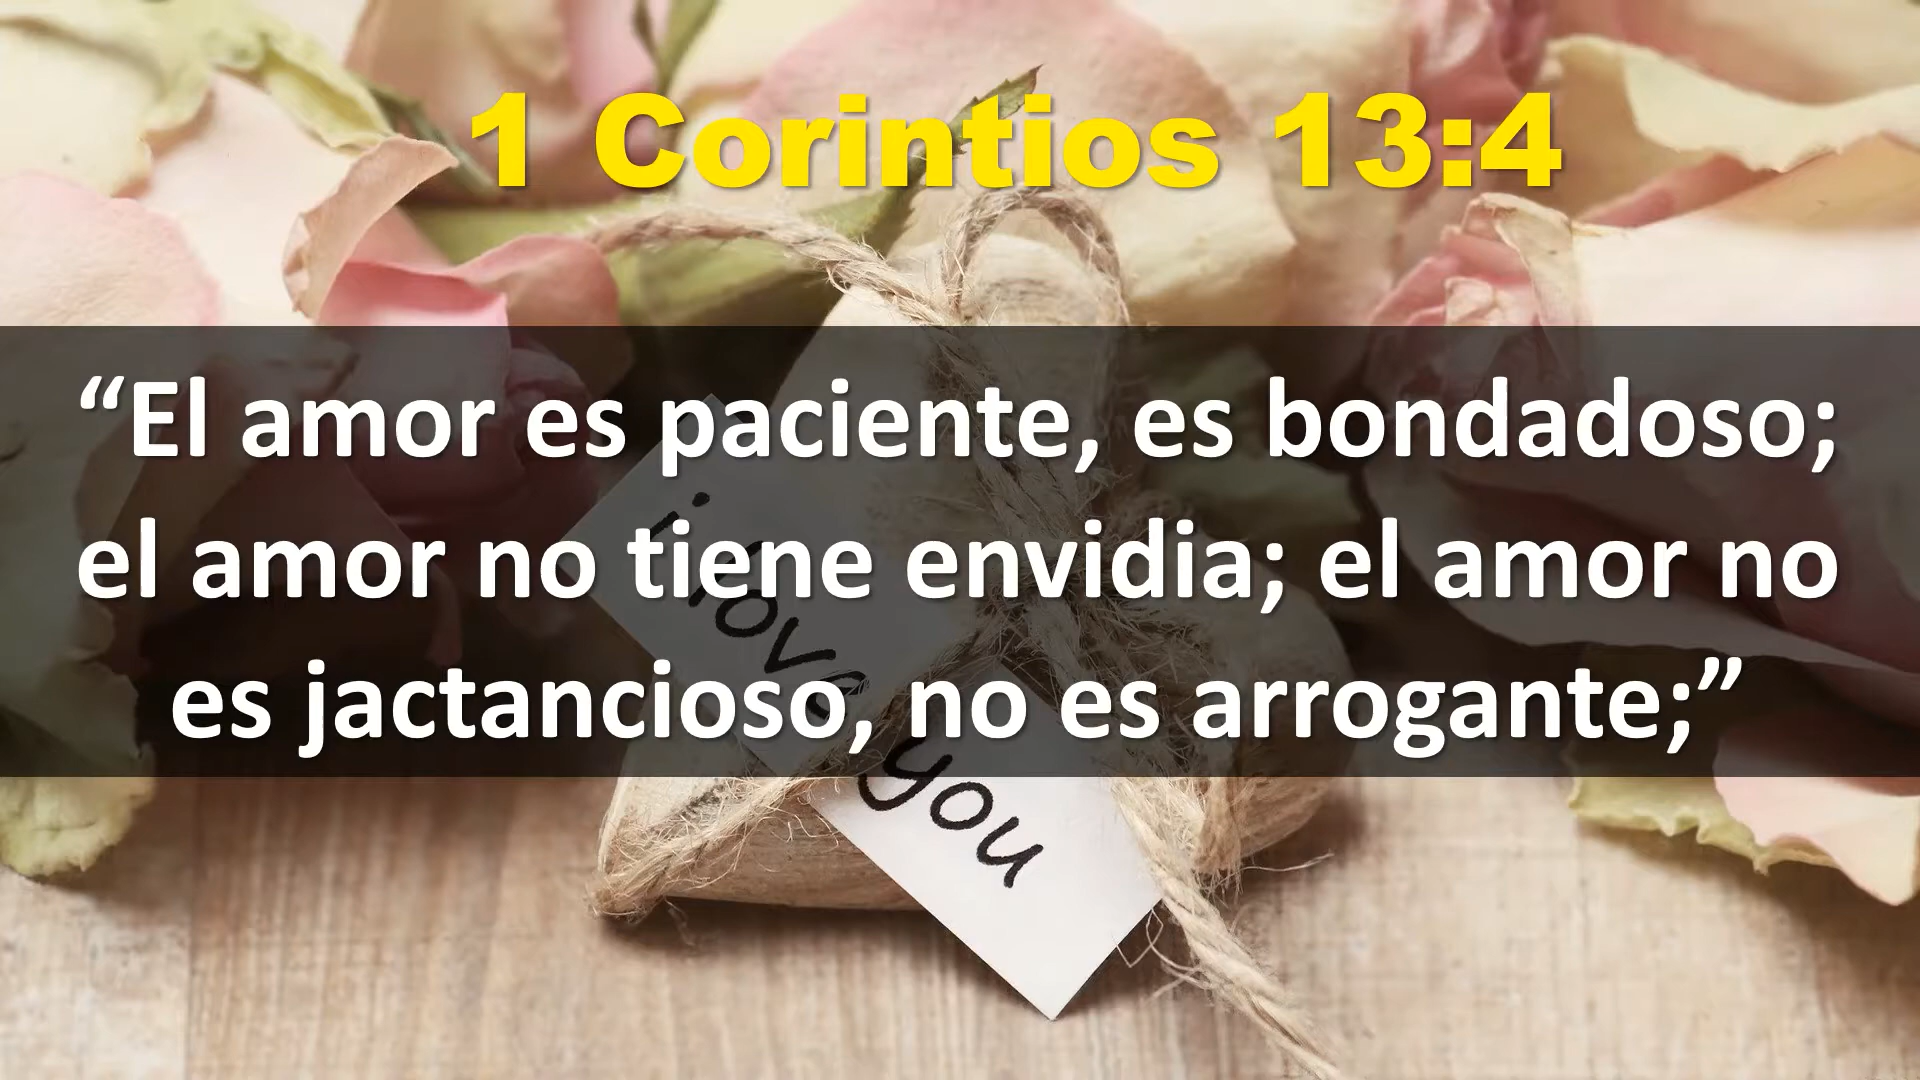 1 Corintios 13:4
“El amor es paciente, es bondadoso;
el amor no tiene envidia; el amor no
es jactancioso, no es arrogante;”
i love
you